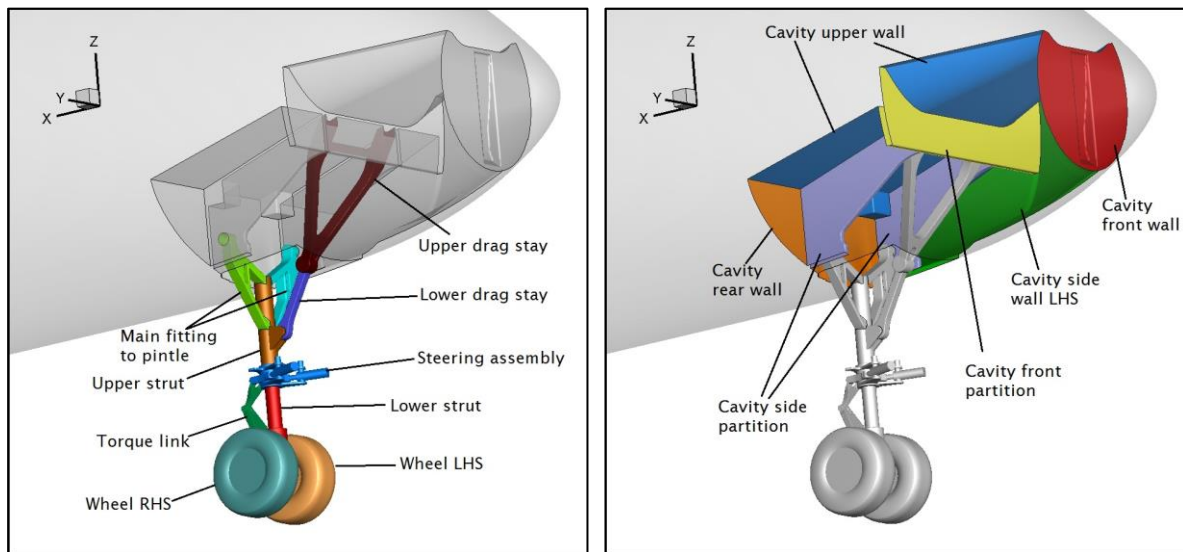 Z
Y
X
Upper drag stay
Lower drag stay
Main fitting
to pintle
Steering assembly
Upper strut
Lower strut
Torque link
Wheel LHS
Wheel RHS
Cavity upper wall
Z
Y
X
Cavity
front wall
Cavity
rear wall
Cavity side
wall LHS
Cavity front
partition
Cavity side
partition